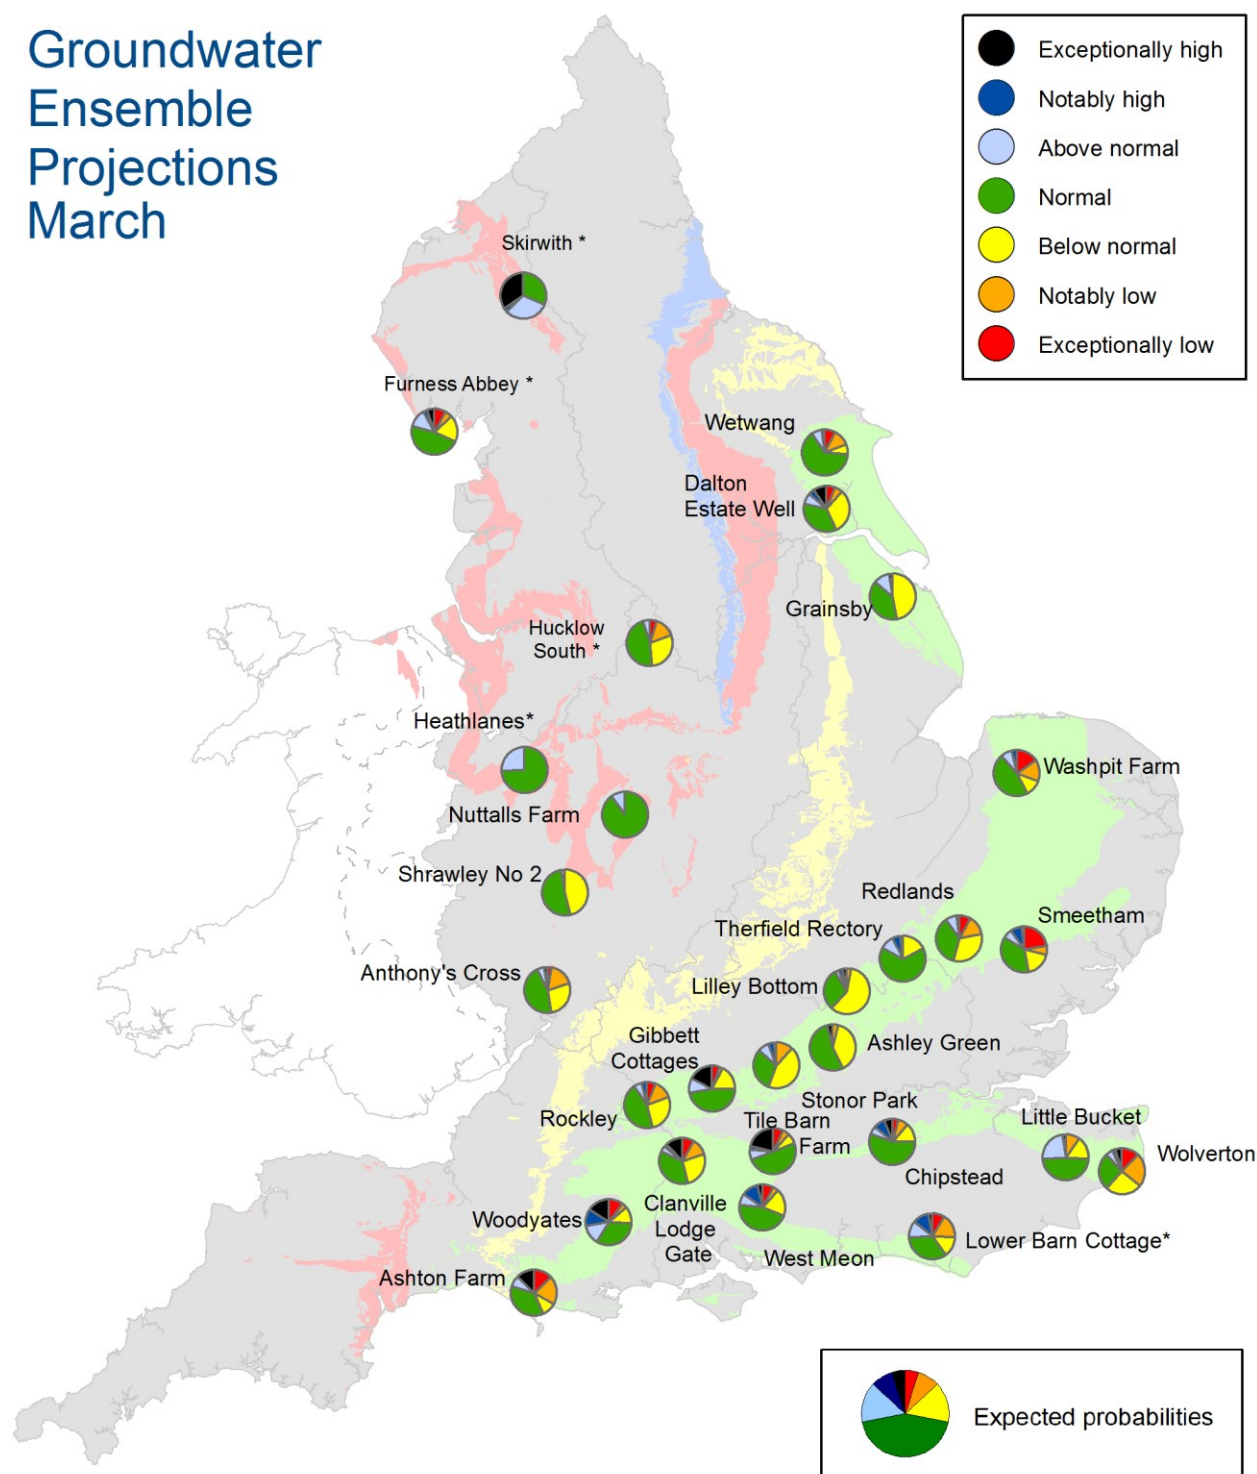 Groundwater
Ensemble
Projections
March
Exceptionally high
Notably high
Above normal
Normal
Below normal
Notably low
Exceptionally low
Skirwith *
Furness Abbey *
Wetwang
Dalton
Estate Well
Grainsby
Hucklow
South *
Heathlanes*
Washpit Farm
Nuttalls Farm
Shrawley No 2
Redlands
Smeetham
Therfield Rectory
Anthony's Cross
Lilley Bottom
Gibbett
Cottages
Ashley Green
Rockley
Stonor Park
Tile Barn
Farm
Little Bucket
Wolverton
Chipstead
Clanville
Lodge
Gate
Woodyates
West Meon
Lower Barn Cottage*
Ashton Farm
Expected probabilities